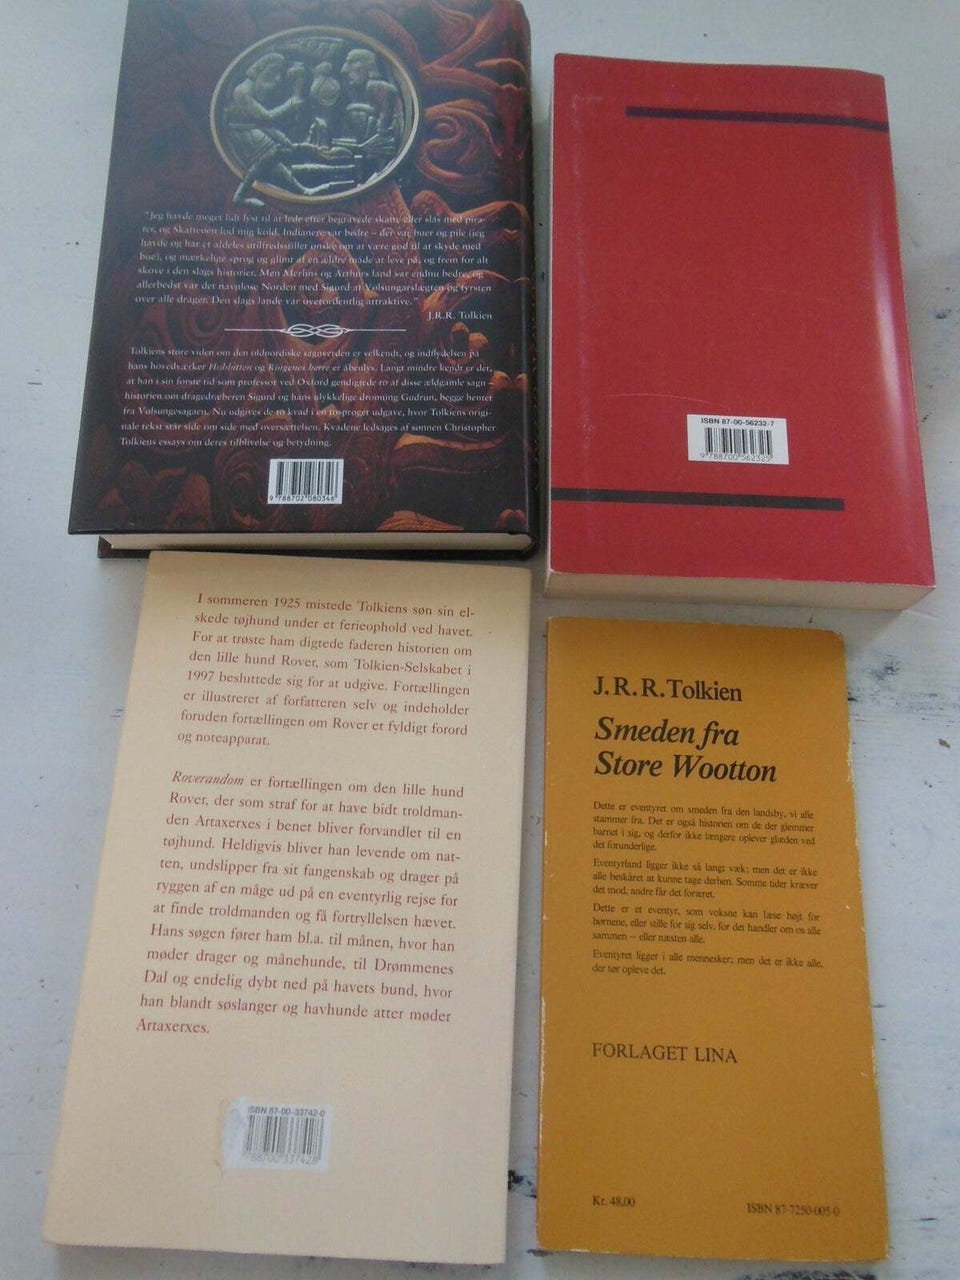 "Jeg havde meget lidt lyst til at lede efter begravede skatte eller slås med pira-
ter, og Skatteøen lod mig kold. Indianere var bedre – der var buer og pile (jeg
havde og har et aldeles utilfredsstillet ønske om at være god til at skyde med
bue), og mærkelige sprog og glimt af en ældre måde at leve på, og frem for alt
skove i den slags historier. Men Merlins og Arthurs land var endnu bedre, og
allerbedst var det navnløse Norden med Sigurd af Volsungarslægten og fyrsten
over alle drager. Den slags lande var overordentlig attraktive."
J.R.R. Tolkien
Tolkiens store viden om den oldnordiske sagnverden er velkendt, og indflydelsen på
hans hovedværker Hobbitten og Ringenes herre er åbenlys. Langt mindre kendt er det,
at han i sin første tid som professor ved Oxford gendigtede to af disse ældgamle sagn –
historien om dragedræberen Sigurd og hans ulykkelige dronning Gudrun, begge hentet
fra Volsungesagaen. Nu udgives de to kvad i en tosproget udgave, hvor Tolkiens origi-
nale tekst står side om side med oversættelsen. Kvadene ledsages af sønnen Christopher
Tolkiens essays om deres tilblivelse og betydning.
9 788702 080346
ISBN 87-00-56232-7
9 788700 562325
I sommeren 1925 mistede Tolkiens søn sin el-
skede tøjhund under et ferieophold ved havet.
For at trøste ham digtede faderen historien om
den lille hund Rover, som Tolkien-Selskabet i
1997 besluttede sig for at udgive. Fortællingen
er illustreret af forfatteren selv og indeholder
foruden fortællingen om Rover et fyldigt forord
og noteapparat.
Roverandom er fortællingen om den lille hund
Rover, der som straf for at have bidt troldman-
den Artaxerxes i benet bliver forvandlet til en
tøjhund. Heldigvis bliver han levende om nat-
ten, undslipper fra sit fangenskab og drager på
ryggen af en måge ud på en eventyrlig rejse for
at finde troldmanden og få fortryllelsen hævet.
Hans søgen fører ham bl.a. til månen, hvor han
møder drager og månehunde, til Drømmenes
Dal og endelig dybt ned på havets bund, hvor
han blandt søslanger og havhunde atter møder
Artaxerxes.
ISBN 87-00-33742-0
788700 337428
J.R.R. Tolkien
Smeden fra
Store Wootton
Dette er eventyret om smeden fra den landsby, vi alle
stammer fra. Det er også historien om de der glemmer
barnet i sig, og derfor ikke længere oplever glæden ved
det forunderlige.
Eventyrland ligger ikke så langt væk; men det er ikke
alle beskåret at kunne tage derhen. Somme tider kræver
det mod, andre får det foræret.
Dette er et eventyr, som voksne kan læse højt for
børnene, eller stille for sig selv, for det handler om os alle
sammen – eller næsten alle.
Eventyret ligger i alle mennesker; men det er ikke alle,
der tør opleve det.
FORLAGET LINA
Kr. 48,00
ISBN 87-7250-005-0